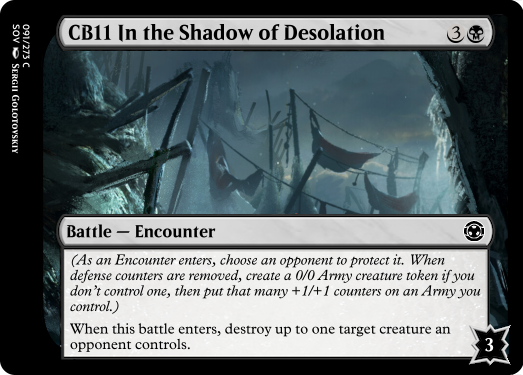 CB11 In the Shadow of Desolation 3
Battle — Encounter
(As an Encounter enters, choose an opponent to protect it. When
defense counters are removed, create a 0/0 Army creature token if you
don't control one, then put that many +1/+1 counters on an Army you
control.)
When this battle enters, destroy up to one target creature an
opponent controls.
3
091/273 C
SOV SERGII GOLOTOVSKIY